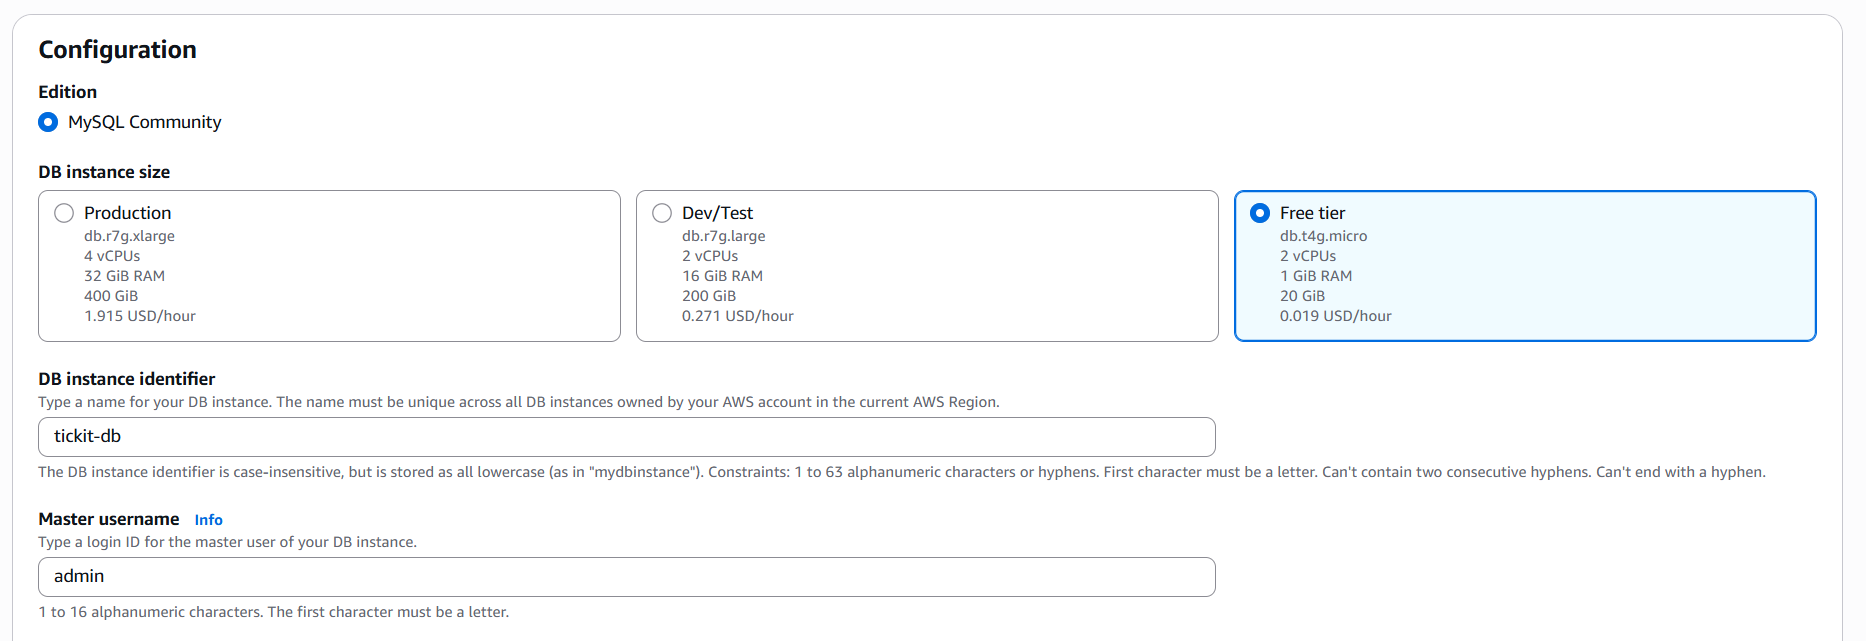 Configuration
Edition
MySQL Community
DB instance size
Production
db.r7g.xlarge
4 vCPUs
32 GiB RAM
400 GiB
1.915 USD/hour
Dev/Test
db.r7g.large
2 vCPUs
16 GiB RAM
200 GiB
0.271 USD/hour
Free tier
db.t4g.micro
2 vCPUs
1 GiB RAM
20 GiB
0.019 USD/hour
DB instance identifier
Type a name for your DB instance. The name must be unique across all DB instances owned by your AWS account in the current AWS Region.
tickit-db
The DB instance identifier is case-insensitive, but is stored as all lowercase (as in "mydbinstance"). Constraints: 1 to 63 alphanumeric characters or hyphens. First character must be a letter. Can't contain two consecutive hyphens. Can't end with a hyphen.
Master username Info
Type a login ID for the master user of your DB instance.
admin
1 to 16 alphanumeric characters. The first character must be a letter.